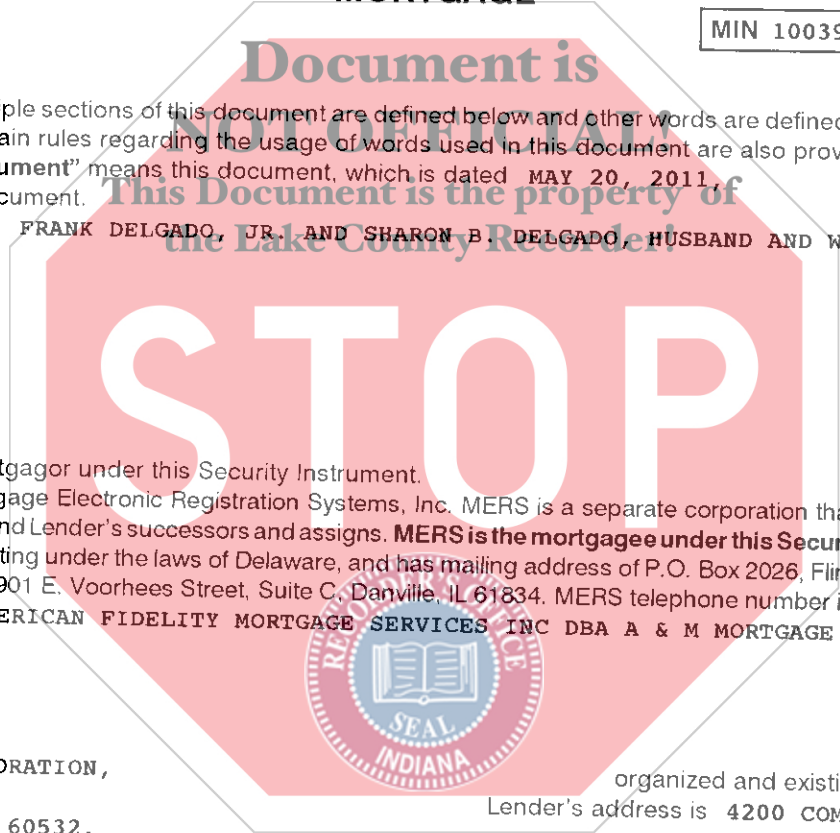 MORTGAGE
MIN 10039
Document is
ple sections of this document are defined below and other words are defined
NOT OFFICIAL!
ain rules regarding the usage of words used in this document are also prov
ument" means this document, which is dated MAY 20, 2011,
This Document is the property of
cument.
FRANK DELGADO, JR. AND SHARON B. DELGADO, HUSBAND AND W
the Lake County Recorder!
STOP
tgagor under this Security Instrument.
gage Electronic Registration Systems, Inc. MERS is a separate corporation tha
nd Lender's successors and assigns. MERS is the mortgagee under this Secur
ting under the laws of Delaware, and has mailing address of P.O. Box 2026, Flin
901 E. Voorhees Street, Suite C, Danville, IL 61834. MERS telephone number i
ERICAN FIDELITY MORTGAGE SERVICES INC DBA A & M MORTGAGE
RECORDER'S OFFICE
SEAL
INDIANA
ORATION,
organized and existi
Lender's address is 4200 COM
60532.